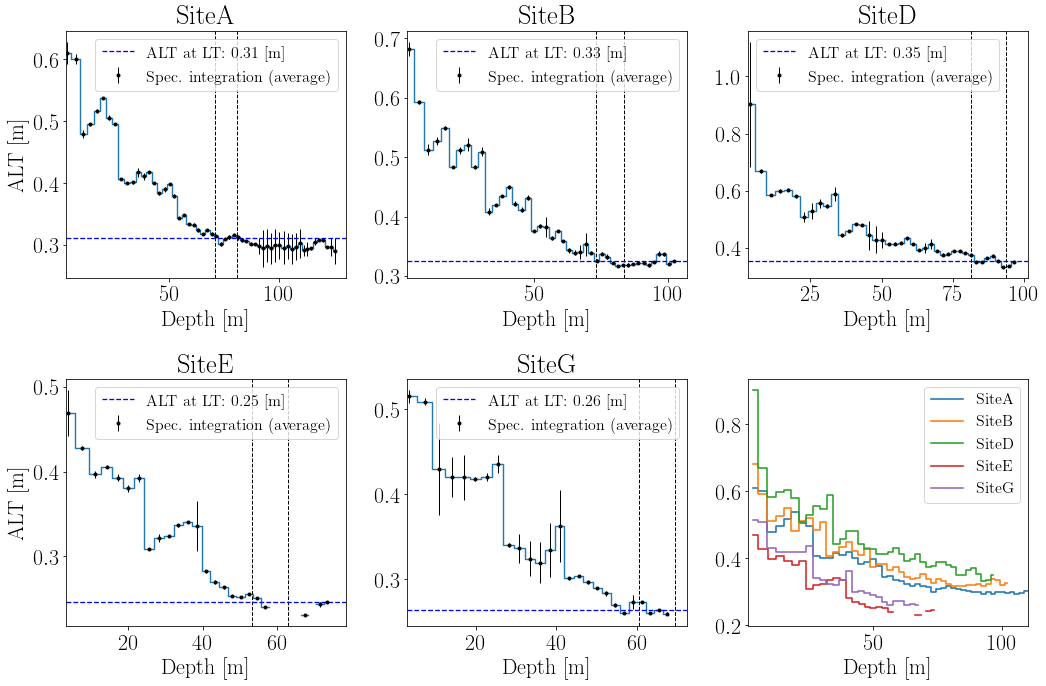 SiteA
ALT at LT: 0.31 [m]
Spec. integration (average)
ALT [m]
0.6
0.5
0.4
0.3
50
100
Depth [m]
SiteB
ALT at LT: 0.33 [m]
Spec. integration (average)
0.7
0.6
0.5
0.4
0.3
50
100
Depth [m]
SiteD
ALT at LT: 0.35 [m]
Spec. integration (average)
1.0
0.8
0.6
0.4
25
50
75
100
Depth [m]
SiteE
ALT at LT: 0.25 [m]
Spec. integration (average)
ALT [m]
0.5
0.4
0.3
20
40
60
Depth [m]
SiteG
ALT at LT: 0.26 [m]
Spec. integration (average)
0.5
0.4
0.3
20
40
60
Depth [m]
SiteA
SiteB
SiteD
SiteE
SiteG
0.8
0.6
0.4
0.2
50
100
Depth [m]